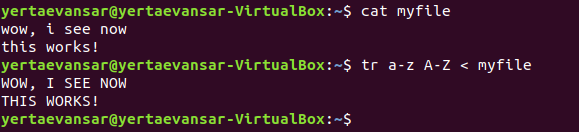 yertaevansar@yertaevansar-VirtualBox:~$ cat myfile
wow, i see now
this works!
yertaevansar@yertaevansar-VirtualBox:~$ tr a-z A-Z < myfile
WOW, I SEE NOW
THIS WORKS!
yertaevansar@yertaevansar-VirtualBox:~$